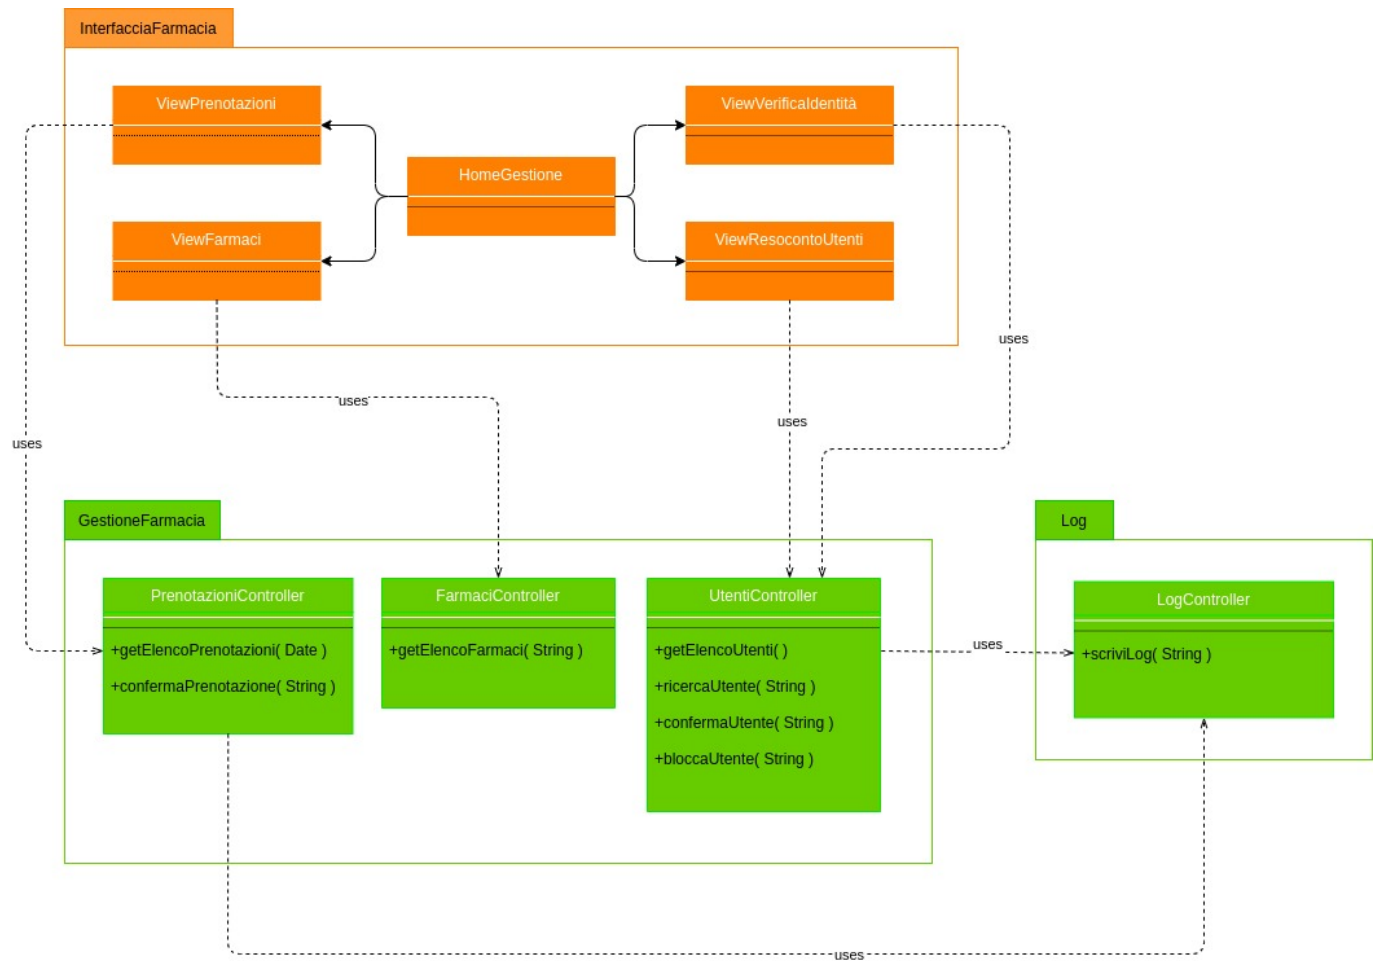 InterfacciaFarmacia
ViewPrenotazioni
ViewVerificaIdentità
HomeGestione
ViewFarmaci
ViewResocontoUtenti
uses
uses
uses
uses
GestioneFarmacia
Log
PrenotazioniController
+getElencoPrenotazioni( Date )
+confermaPrenotazione( String )
FarmaciController
+getElencoFarmaci( String )
UtentiController
+getElencoUtenti( )
+ricercaUtente( String )
+confermaUtente( String )
+bloccaUtente( String )
uses
LogController
+scriviLog( String )
uses